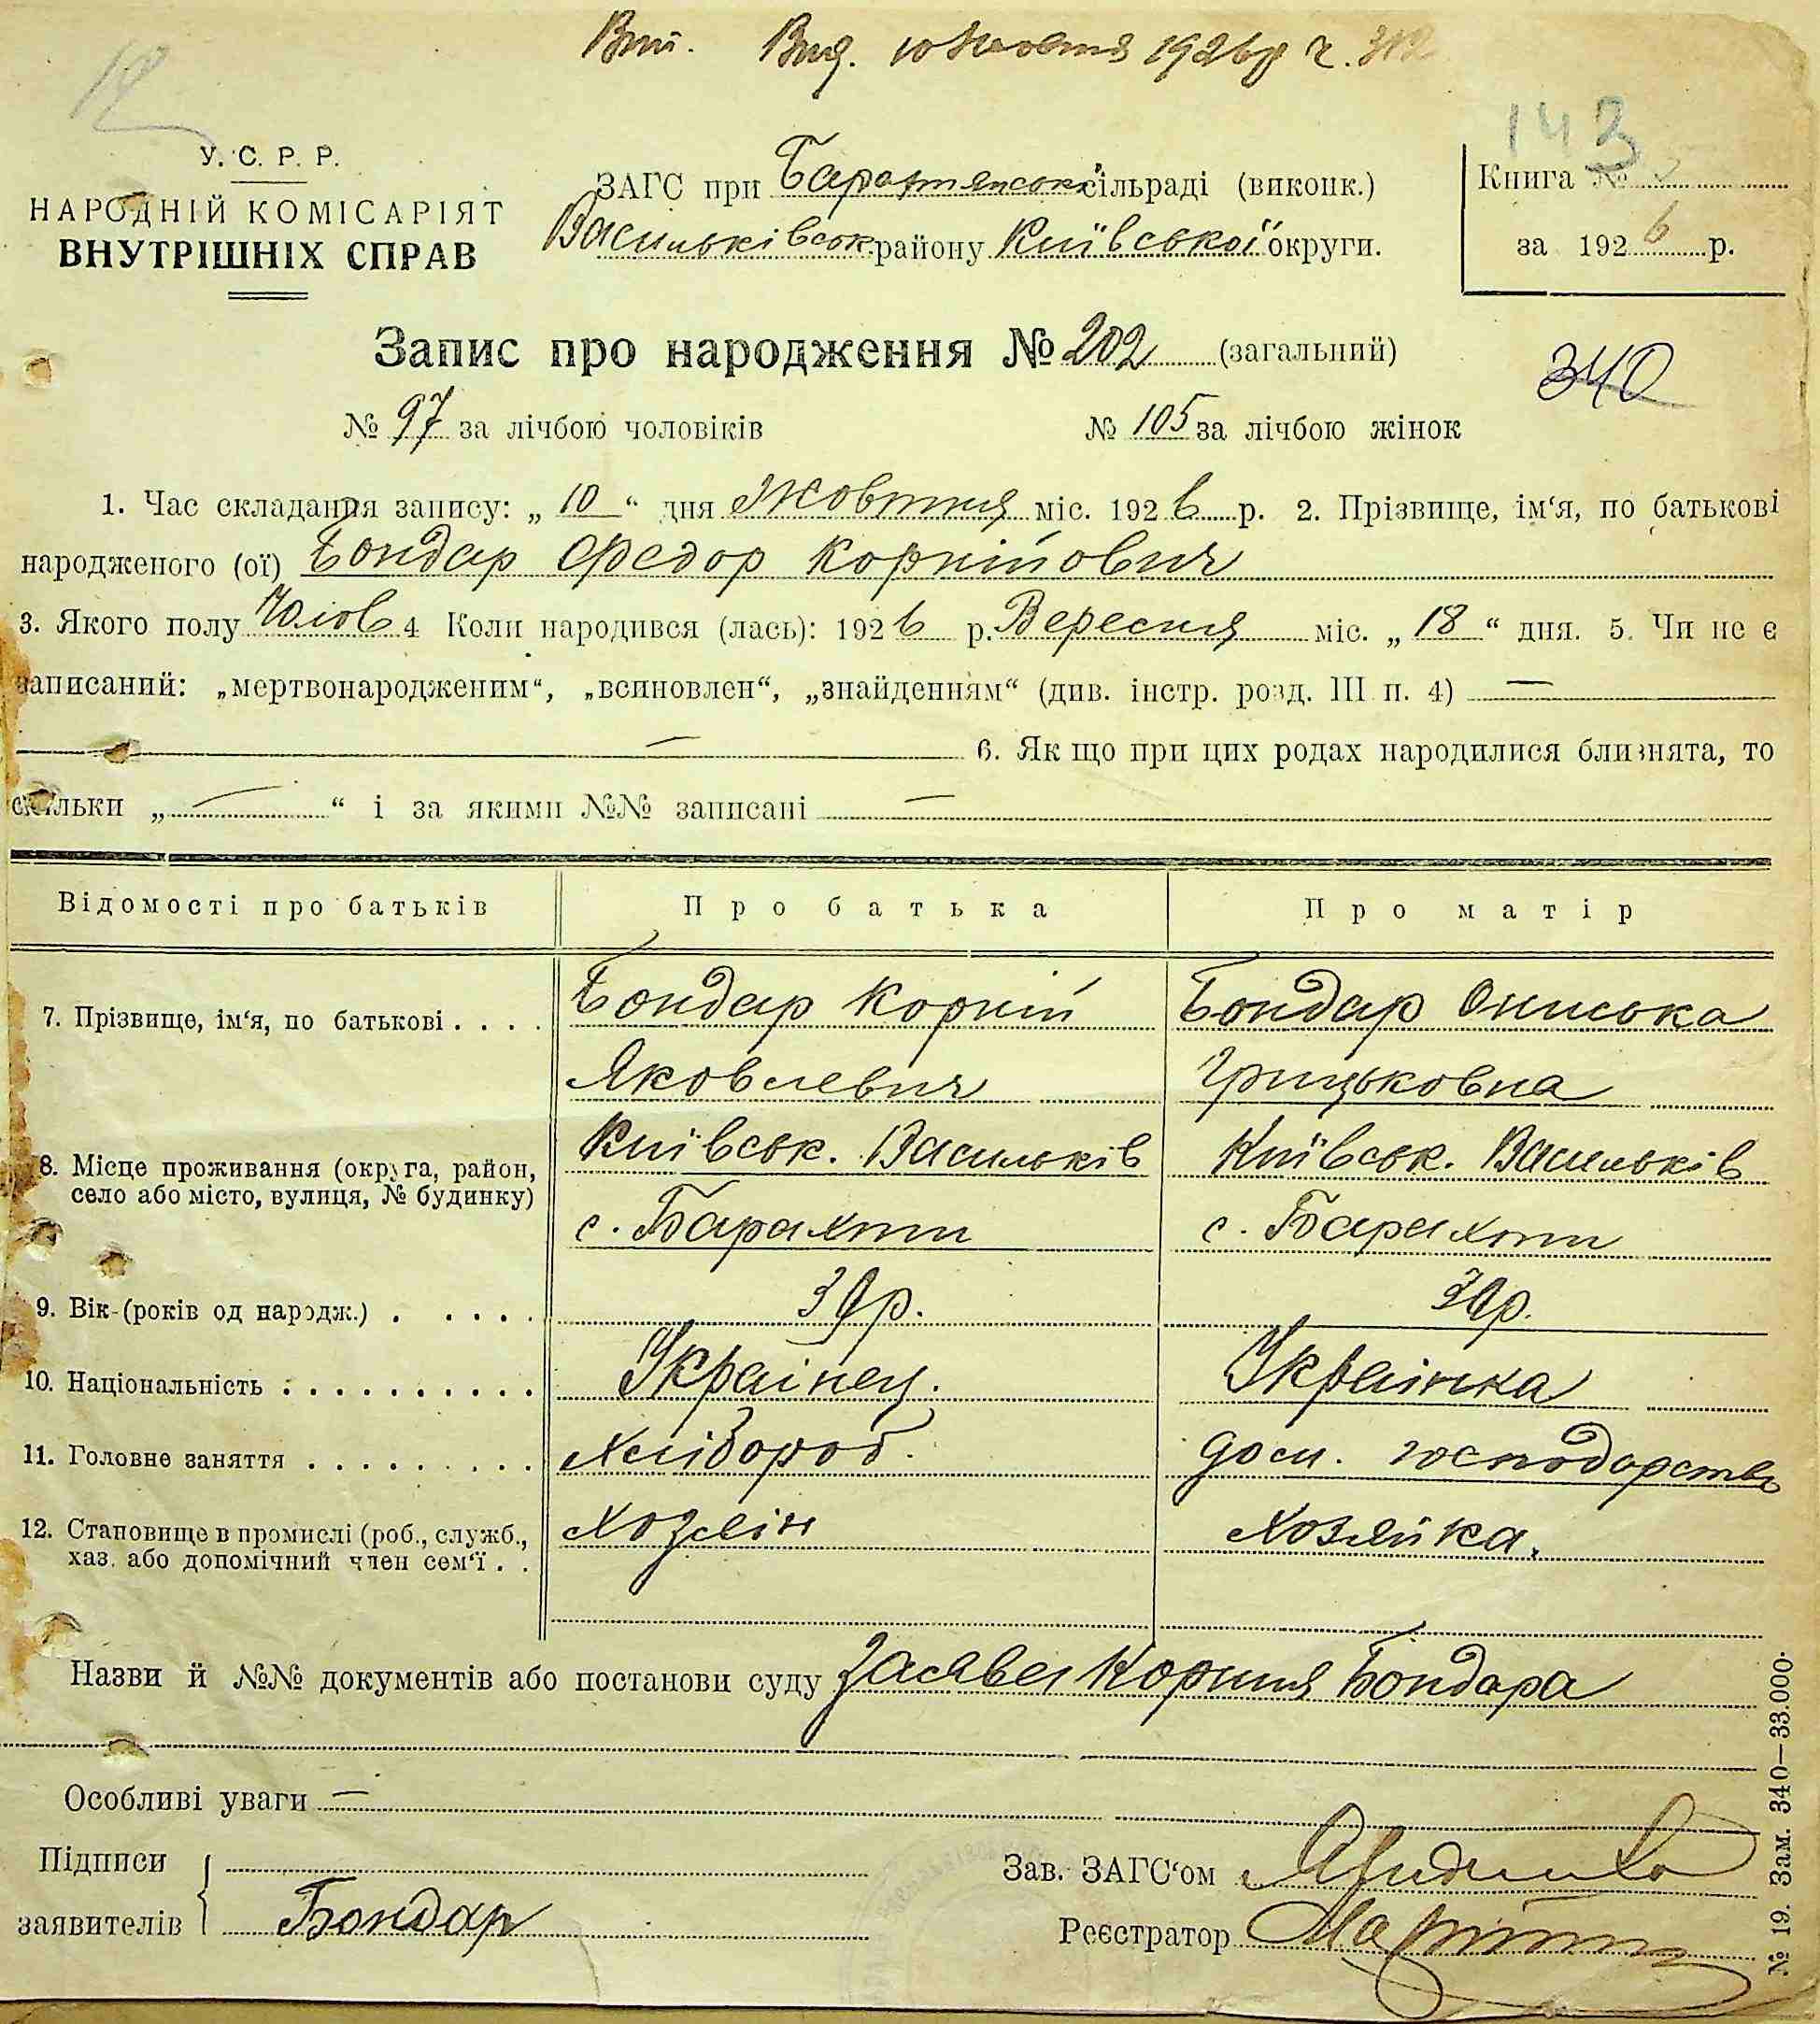 Вит. Вид. 10 Жовтня 1926 р ч. 312
143
У. С. Р. Р.
НАРОДНІЙ КОМІСАРІЯТ
ВНУТРІШНІХ СПРАВ
ЗАГС при сільраді (виконк.)
Васильківськ району Київської округи.
Книга №
за 1926 р.
Запис про народження № 202 (загальний)
340
№ 97 за лічбою чоловіків № 105 за лічбою жінок
1. Час складання запису: „ 10 “ дня Жовтня міс. 1926 р. 2. Прізвище, ім‘я, по батькові
народженого (ої) Бондар Федор Корнійович
3. Якого полу Чолов 4 Коли народився (лась): 1926 р. Вересня міс. „ 18 “ дня. 5. Чи не є
записаний: „мертвонародженим“, „всиновлен“, „знайденням“ (див. інстр. розд. III п. 4) —
— 6. Як що при цих родах народилися близнята, то
скільки „ — “ і за якими №№ записані —
Відомості про батьків Про батька Про матір
7. Прізвище, ім‘я, по батькові . . . . Бондар Корній Бондар Ониська
Яковлевич Грицьковна
8. Місце проживання (округа, район, село або місто, вулиця, № будинку) Київськ. Васильків Київськ. Васильків
с. Барахти с. Барахти
9. Вік (років од народж.) . . . . . р. р.
10. Національність . . . . . . . . . . Украінец. Украінка
11. Головне заняття . . . . . . . . . Хлібороб. дом. господарство
12. Становище в промислі (роб., служб., Хозяін Хозяйка.
хаз. або допомічний член сем‘ї . .
Назви й №№ документів або постанови суду Заява Корния Бондара
Особливі уваги —
Підписи
заявителів Бондар
Зав. ЗАГС‘ом
Реєстратор
№ 19. Зам. 340—33.000.